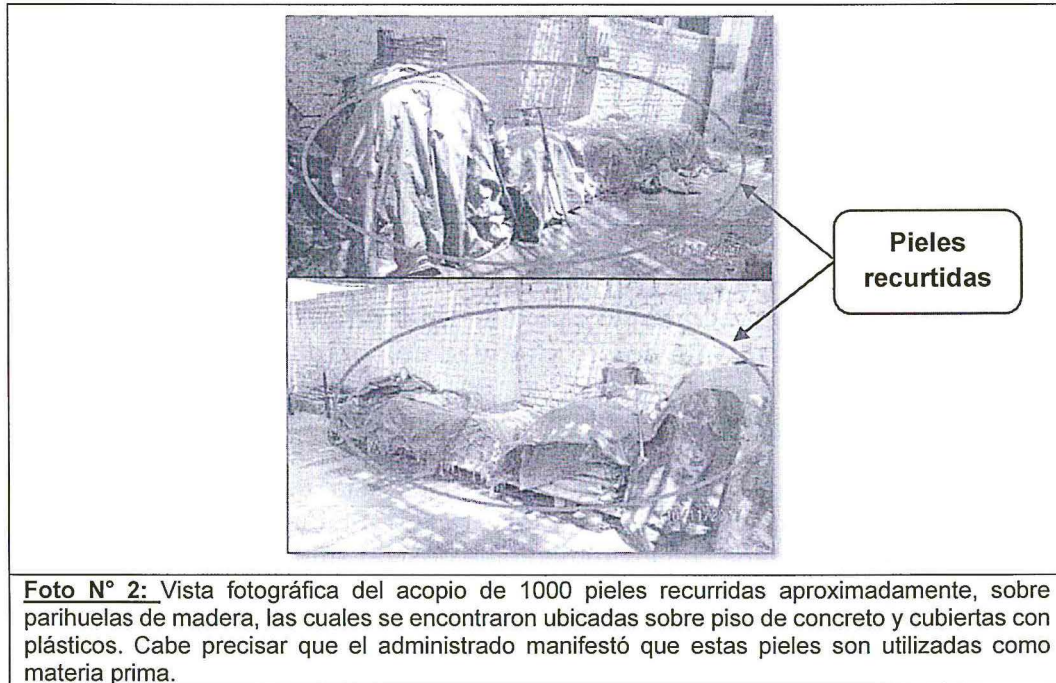 Pieles
recurtidas
Foto N° 2: Vista fotográfica del acopio de 1000 pieles recurridas aproximadamente, sobre
parihuelas de madera, las cuales se encontraron ubicadas sobre piso de concreto y cubiertas con
plásticos. Cabe precisar que el administrado manifestó que estas pieles son utilizadas como
materia prima.